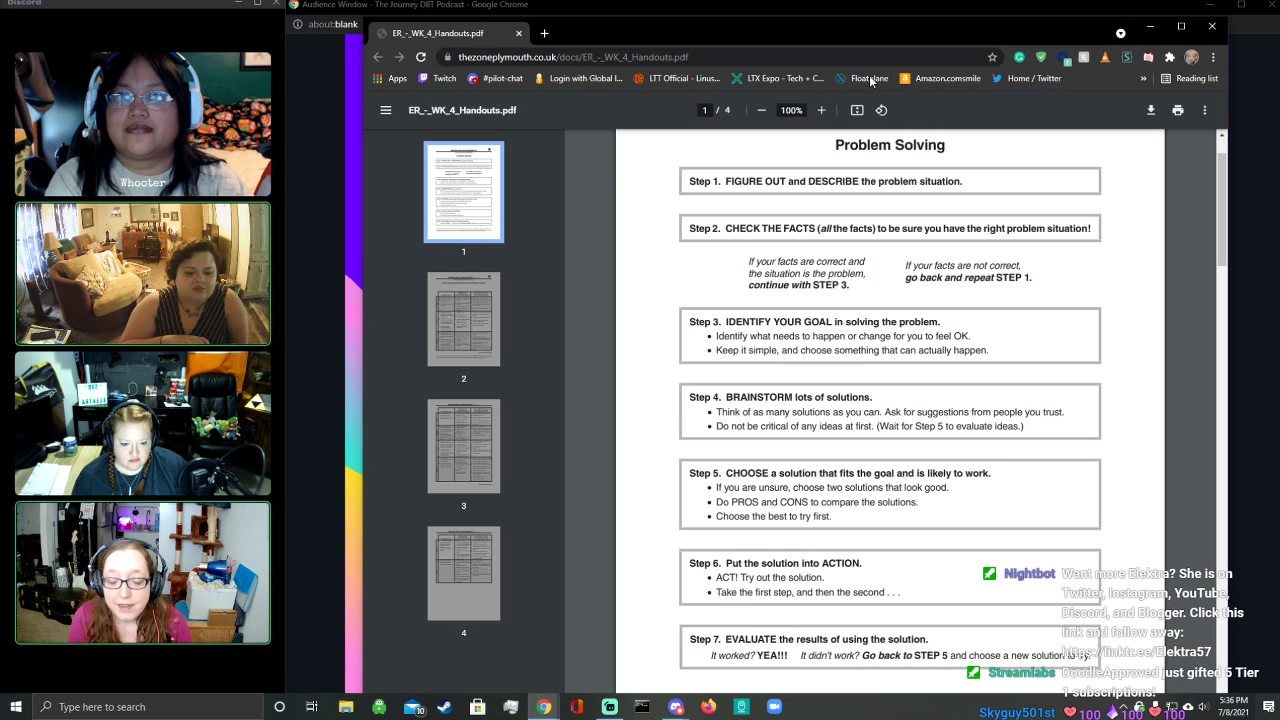 Discord
Audience Window - The Journey DBT Podcast - Google Chrome
about:blank
ER_-_WK_4_Handouts.pdf
thezoneplymouth.co.uk/docs/ER_-_WK_4_Handouts.pdf
Apps
Twitch
#pilot-chat
Login with Global I...
LTT Official - Linus...
LTX Expo - Tech + C...
Floatplane
Amazon.comsmile
Home / Twitter
»
Reading list
ER_-_WK_4_Handouts.pdf
1 / 4
100%
Whooter
1
2
3
4
Problem Solving
Step 1. FIGURE OUT and DESCRIBE the problem situation.
Step 2. CHECK THE FACTS (all the facts) to be sure you have the right problem situation!
If your facts are correct and
the situation is the problem,
continue with STEP 3.
If your facts are not correct,
go back and repeat STEP 1.
Step 3. IDENTIFY YOUR GOAL in solving the problem.
• Identify what needs to happen or change for you to feel OK.
• Keep it simple, and choose something that can actually happen.
Step 4. BRAINSTORM lots of solutions.
• Think of as many solutions as you can. Ask for suggestions from people you trust.
• Do not be critical of any ideas at first. (Wait for Step 5 to evaluate ideas.)
Step 5. CHOOSE a solution that fits the goal and is likely to work.
• If you are unsure, choose two solutions that look good.
• Do PROS and CONS to compare the solutions.
• Choose the best to try first.
Step 6. Put the solution into ACTION.
• ACT! Try out the solution.
• Take the first step, and then the second . . .
Step 7. EVALUATE the results of using the solution.
It worked? YEA!!! It didn't work? Go back to STEP 5 and choose a new solution to try.
Nightbot Want more Elektra? She is on
Twitter, Instagram, YouTube,
Discord, and Blogger. Click this
link and follow away:
https://linktr.ee/Elektra57
Streamlabs DoodleApproved just gifted 5 Tier
1 subscriptions!
Skyguy501st 100 100 100
Type here to search
5:36 PM
7/8/2021